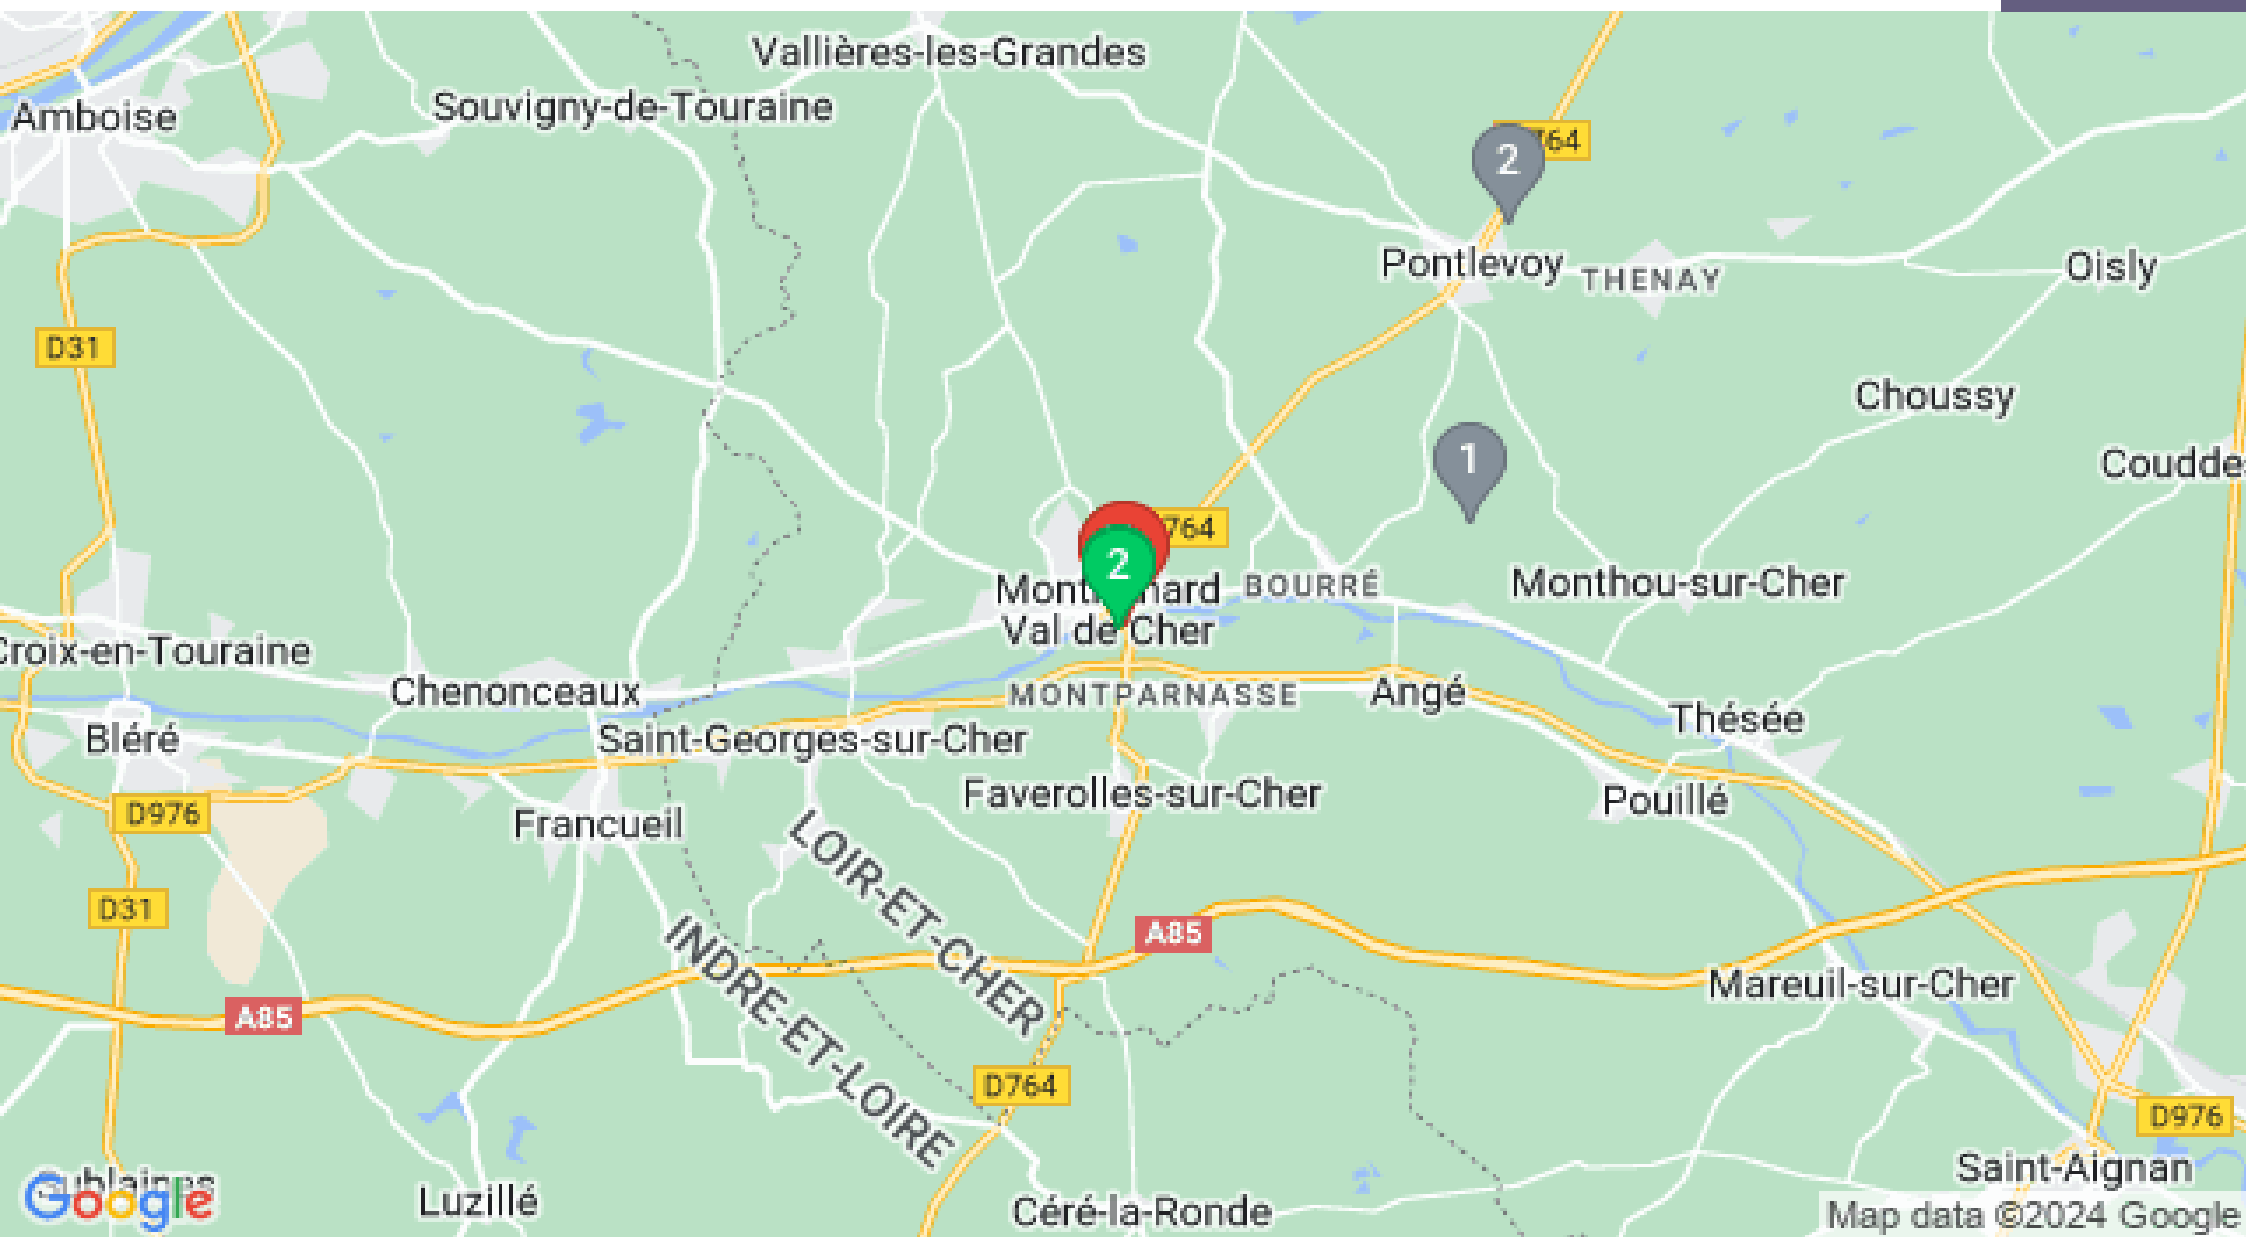 Vallières-les-Grandes
Souvigny-de-Touraine
Amboise
2
Pontlevoy
THENAY
Oisly
D31
Choussy
1
764
2
BOURRÉ
Monthou-sur-Cher
Val de Cher
Croix-en-Touraine
Chenonceaux
MONTPARNASSE
Angé
Thésée
Bléré
Saint-Georges-sur-Cher
Faverolles-sur-Cher
Pouillé
D976
Francueil
LOIR-ET-CHER
D31
A85
INDRE-ET-LOIRE
Mareuil-sur-Cher
A85
D764
D976
Saint-Aignan
Google
Luzillé
Céré-la-Ronde
Map data ©2024 Google